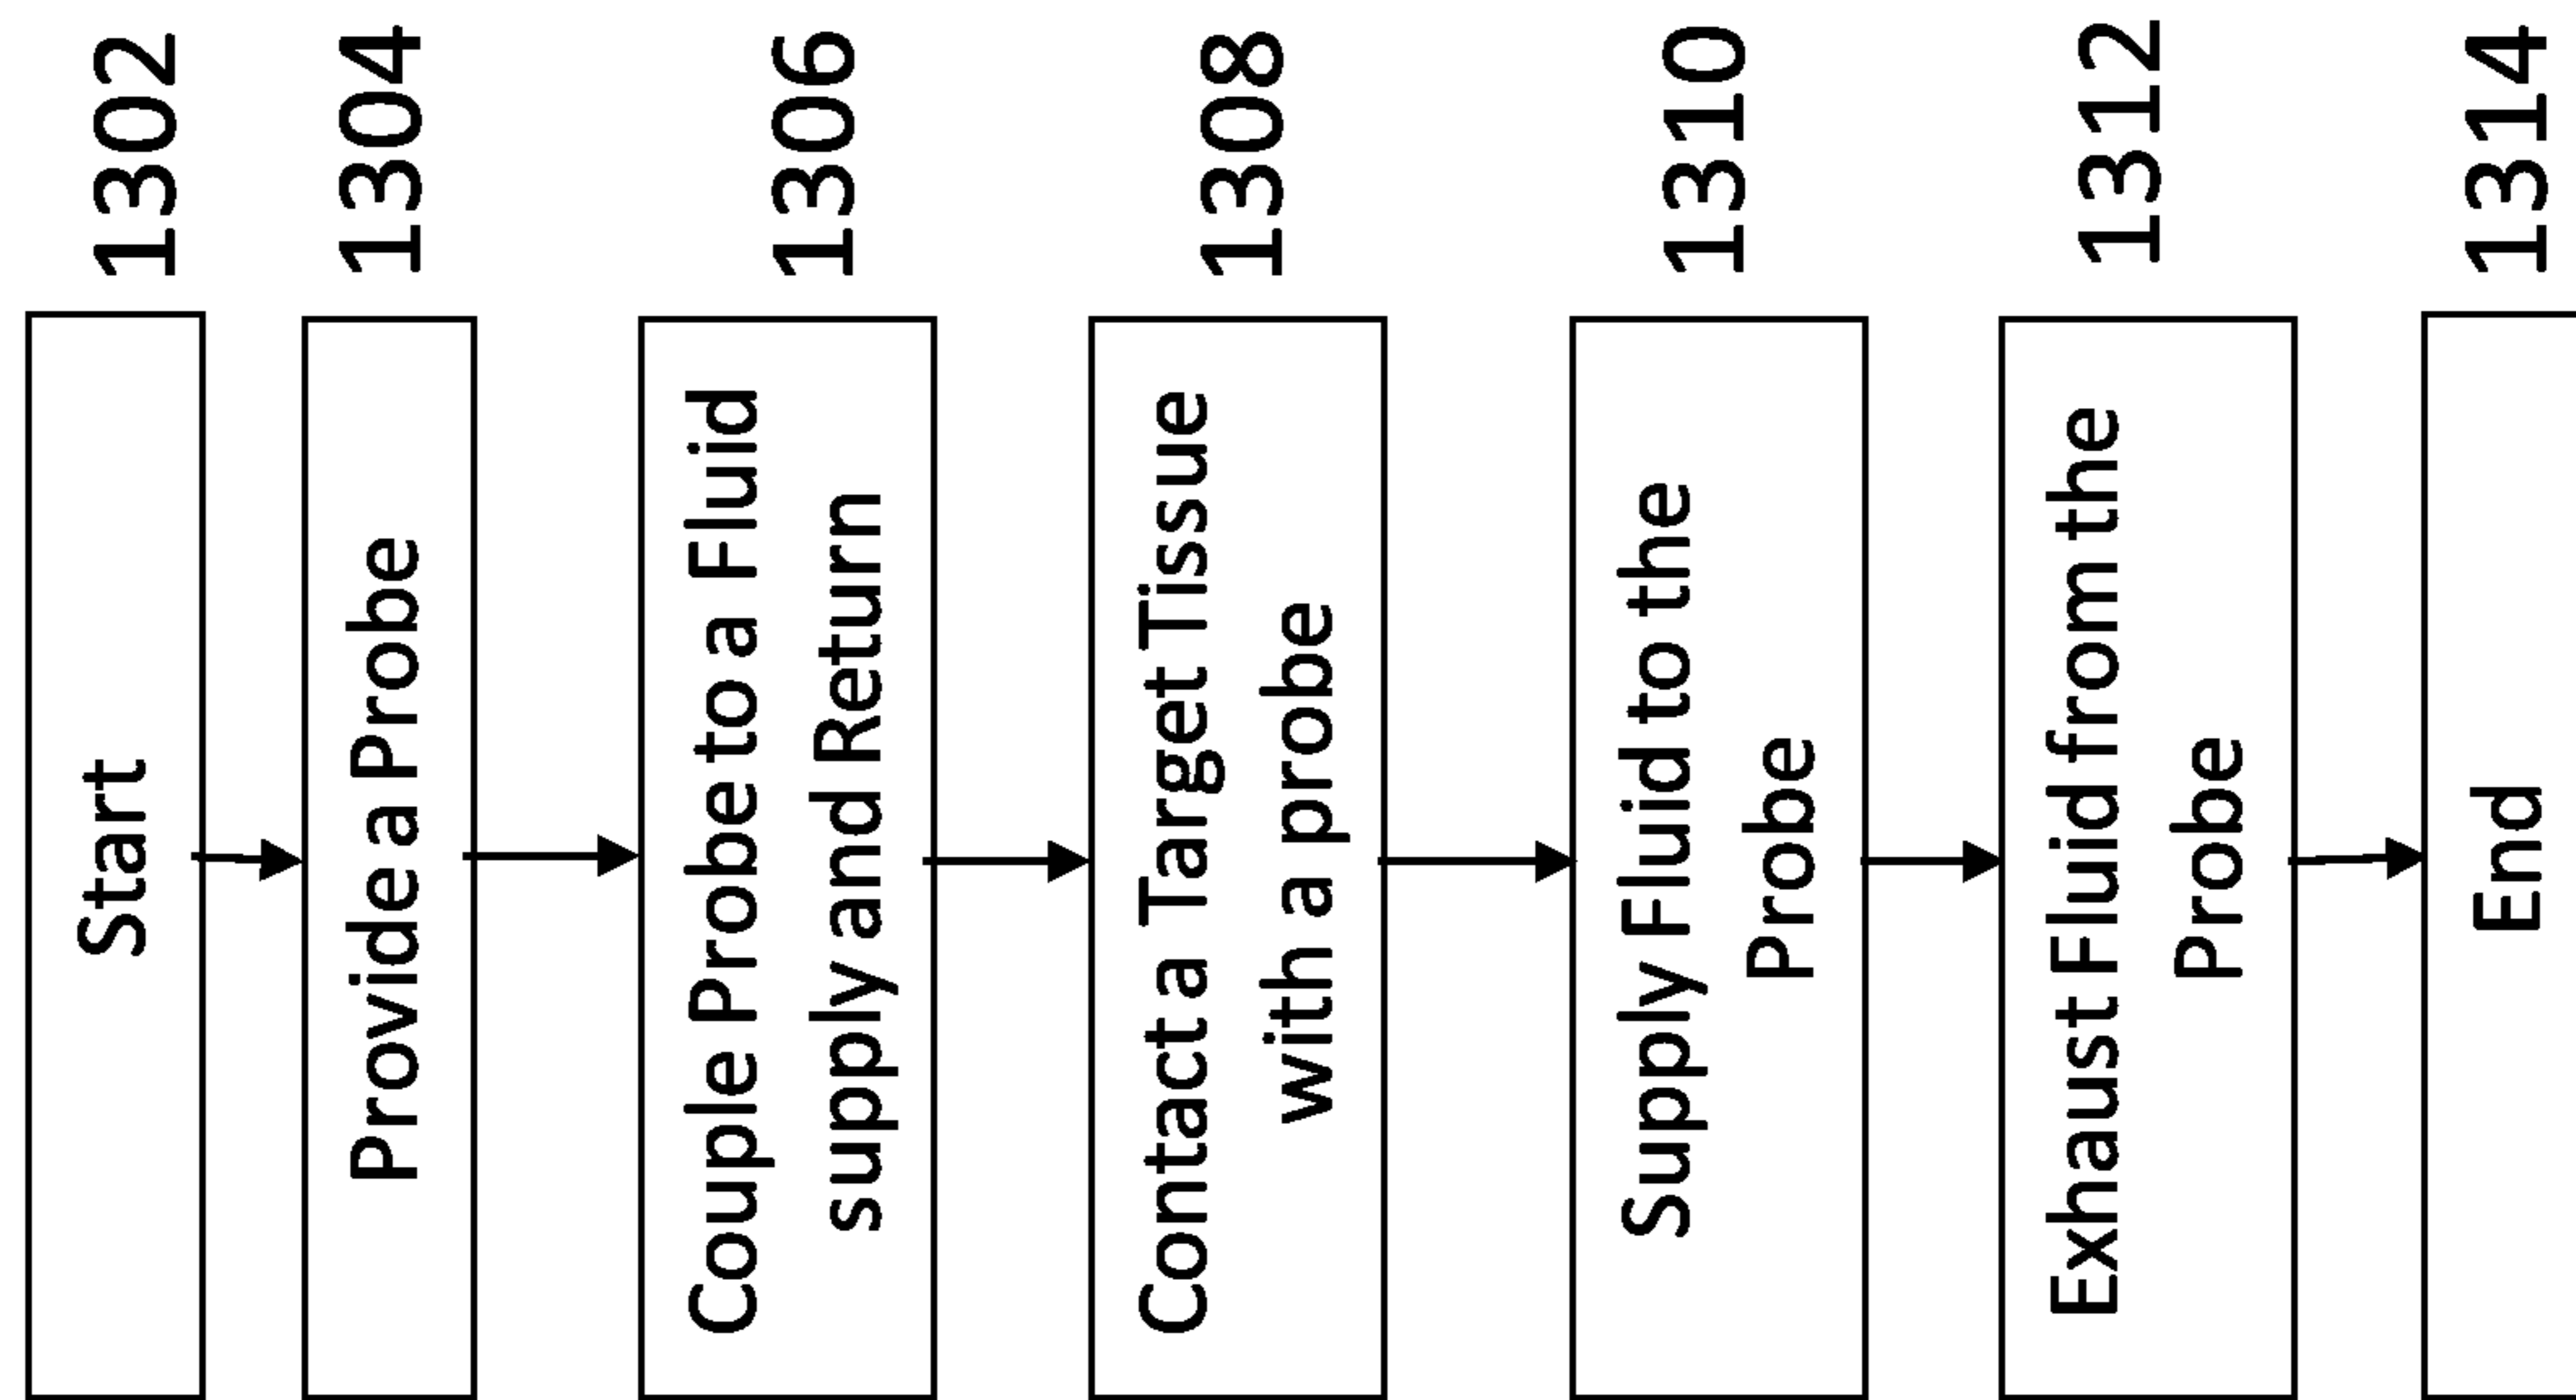 Start
1302
Provide a Probe
1304
Couple Probe to a Fluid
supply and Return
1306
Contact a Target Tissue
with a probe
1308
Supply Fluid to the
Probe
1310
Exhaust Fluid from the
Probe
1312
End
1314